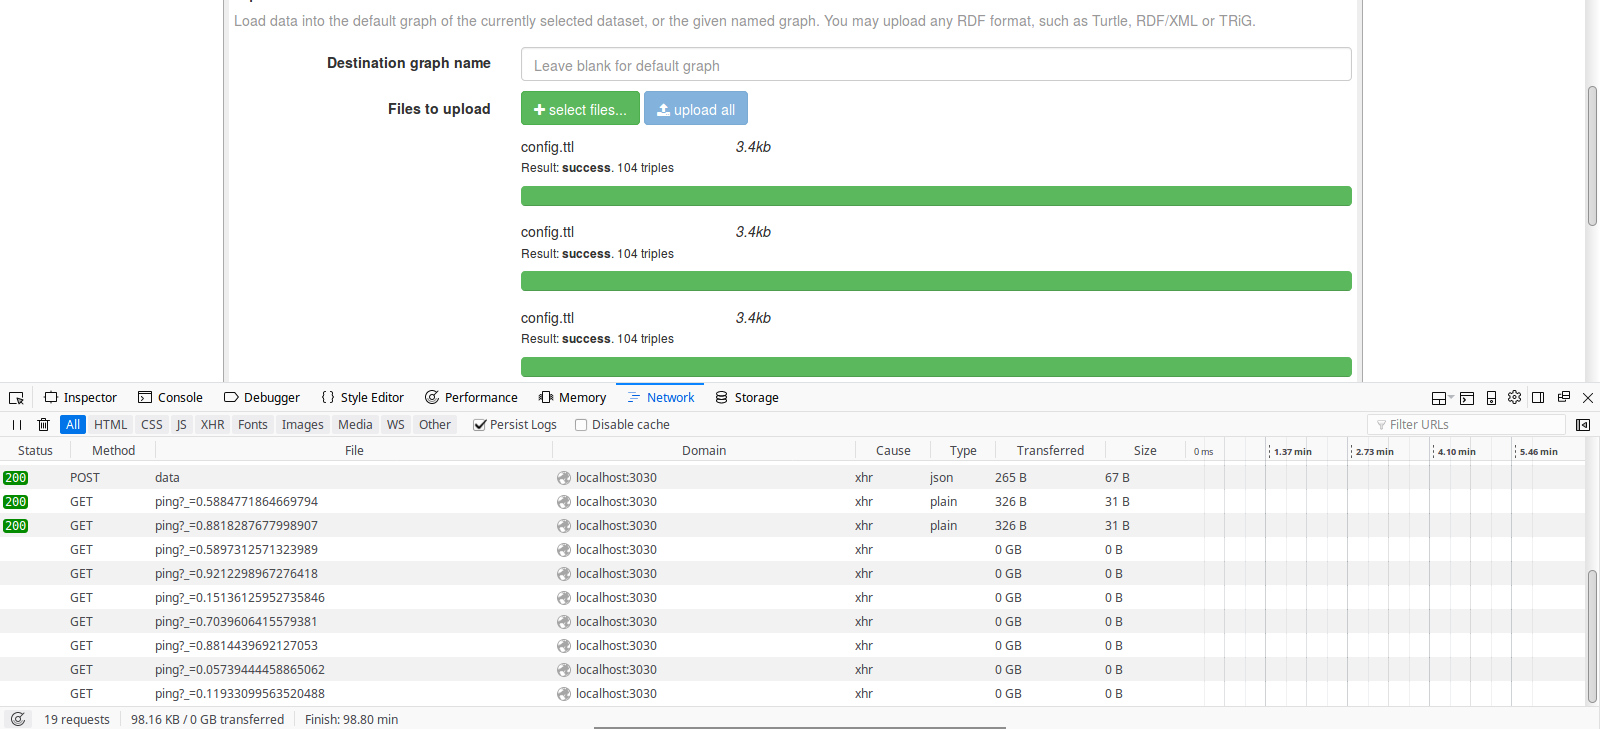 Load data into the default graph of the currently selected dataset, or the given named graph. You may upload any RDF format, such as Turtle, RDF/XML or TRiG.
Destination graph name Leave blank for default graph
Files to upload select files... upload all
config.ttl 3.4kb
Result: success. 104 triples
config.ttl 3.4kb
Result: success. 104 triples
config.ttl 3.4kb
Result: success. 104 triples
Inspector Console Debugger Style Editor Performance Memory Network Storage
All HTML CSS JS XHR Fonts Images Media WS Other Persist Logs Disable cache Filter URLs
Status Method File Domain Cause Type Transferred Size 0 ms 1.37 min 2.73 min 4.10 min 5.46 min
200 POST data localhost:3030 xhr json 265 B 67 B
200 GET ping?_=0.5884771864669794 localhost:3030 xhr plain 326 B 31 B
200 GET ping?_=0.8818287677998907 localhost:3030 xhr plain 326 B 31 B
GET ping?_=0.5897312571323989 localhost:3030 xhr 0 GB 0 B
GET ping?_=0.9212298967276418 localhost:3030 xhr 0 GB 0 B
GET ping?_=0.15136125952735846 localhost:3030 xhr 0 GB 0 B
GET ping?_=0.7039606415579381 localhost:3030 xhr 0 GB 0 B
GET ping?_=0.8814439692127053 localhost:3030 xhr 0 GB 0 B
GET ping?_=0.05739444458865062 localhost:3030 xhr 0 GB 0 B
GET ping?_=0.11933099563520488 localhost:3030 xhr 0 GB 0 B
19 requests 98.16 KB / 0 GB transferred Finish: 98.80 min